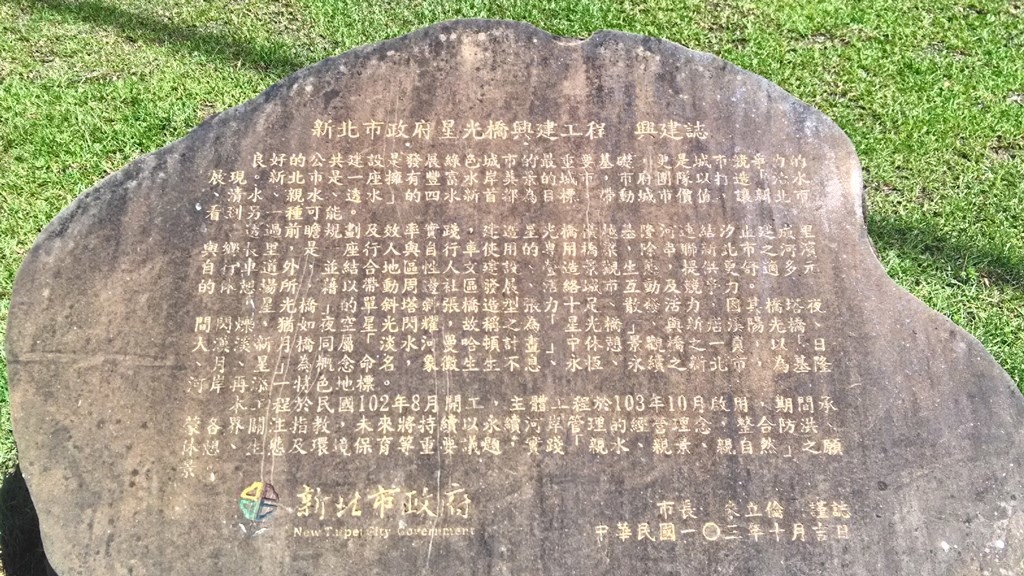 新北市政府星光橋興建工程　興建誌
良好的公共建設是發展綠色城市的最重要基礎，更是城市競爭力的
展現。新北市是一座擁有豐富水岸美景的城市，市府團隊以打造「治水
、清水、親水、透水」的四水新首都為目標，帶動城市價值，讓新北市
看到另一種可能。
透過前瞻規劃及效率與實踐，建造星光橋橫越基隆河連結汐止
與鄉長里，是一座行人與自行車使用的專用橋樑，除串聯新北市之河濱
自行車道外，並結合地區性人文建設，營造景觀生態，提供更舒適多元
的休憩場所，藉以帶動周遭社區發展，活絡城市互動及競爭力。
「星光橋」的單塔斜張橋造型，張力十足、散發活力，因其橋塔夜
間閃爍，猶如夜空星光閃耀，故稱之為「星光橋」、與新店溪陽光橋、
大漢溪新月橋同屬「淡水河曼哈頓計畫」中休憩景觀橋之一，以「日
、月、星」為概念命名，象徵生生不息、永恆、永續之新北市，為基隆
河岸再添一特色地標。
本工程於民國102年8月開工，主體工程於103年10月啟用，期間承
蒙各界關注指教，未來將持續以永續河岸管理的經營理念，整合防洪、
休憩、生態及環境保育等重要議題，實踐「親水、親景、親自然」之願
景。
新北市政府
New Taipei City Government
市長　朱立倫　謹誌
中華民國一〇三年十月吉日